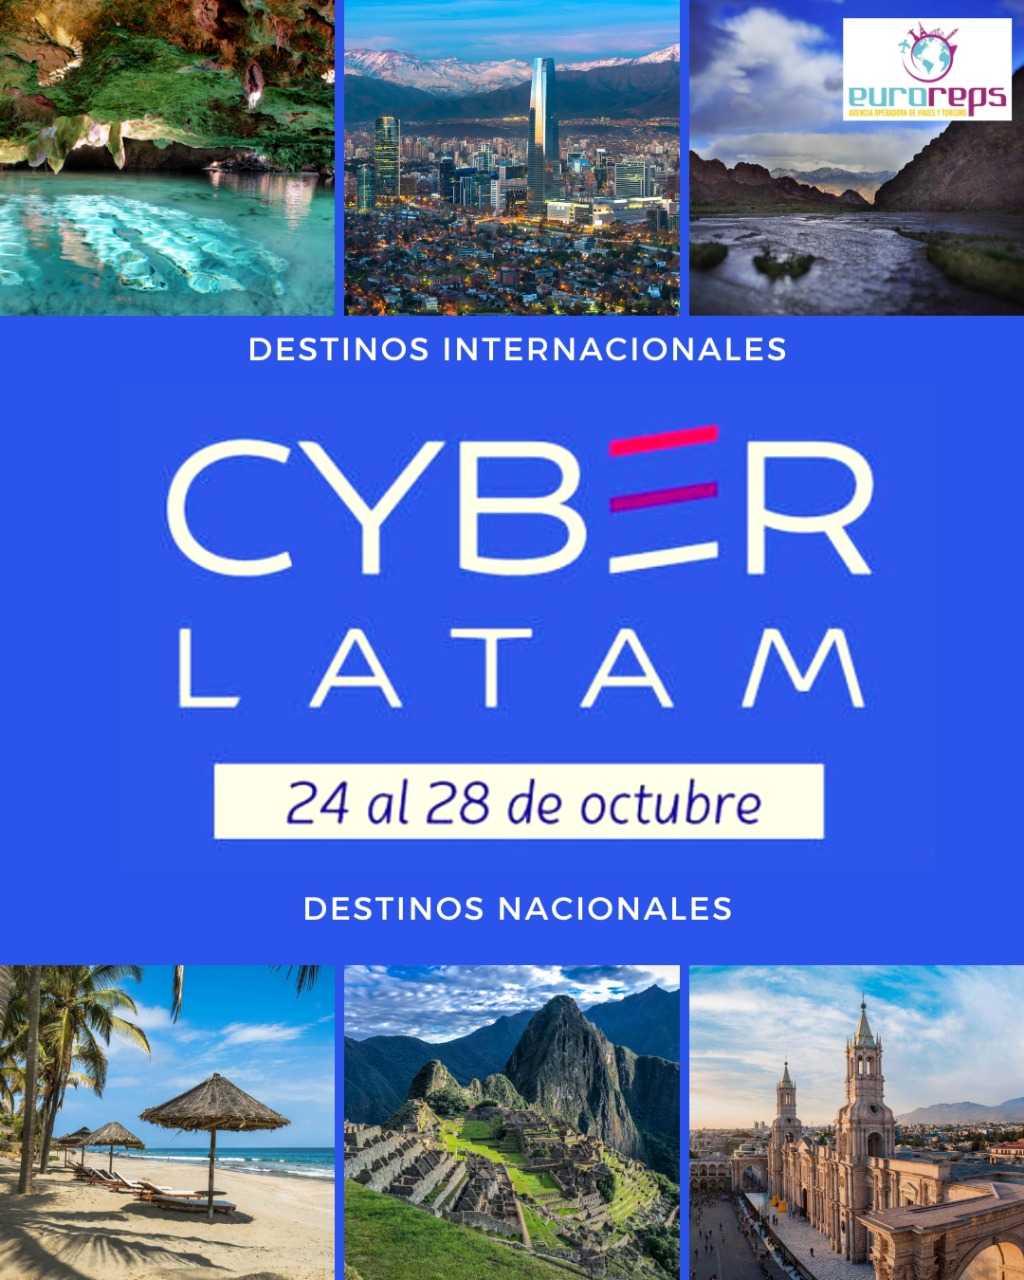 euroreps
AGENCIA OPERADORA DE VIAJES Y TURISMO
DESTINOS INTERNACIONALES
CYBER
LATAM
24 al 28 de octubre
DESTINOS NACIONALES